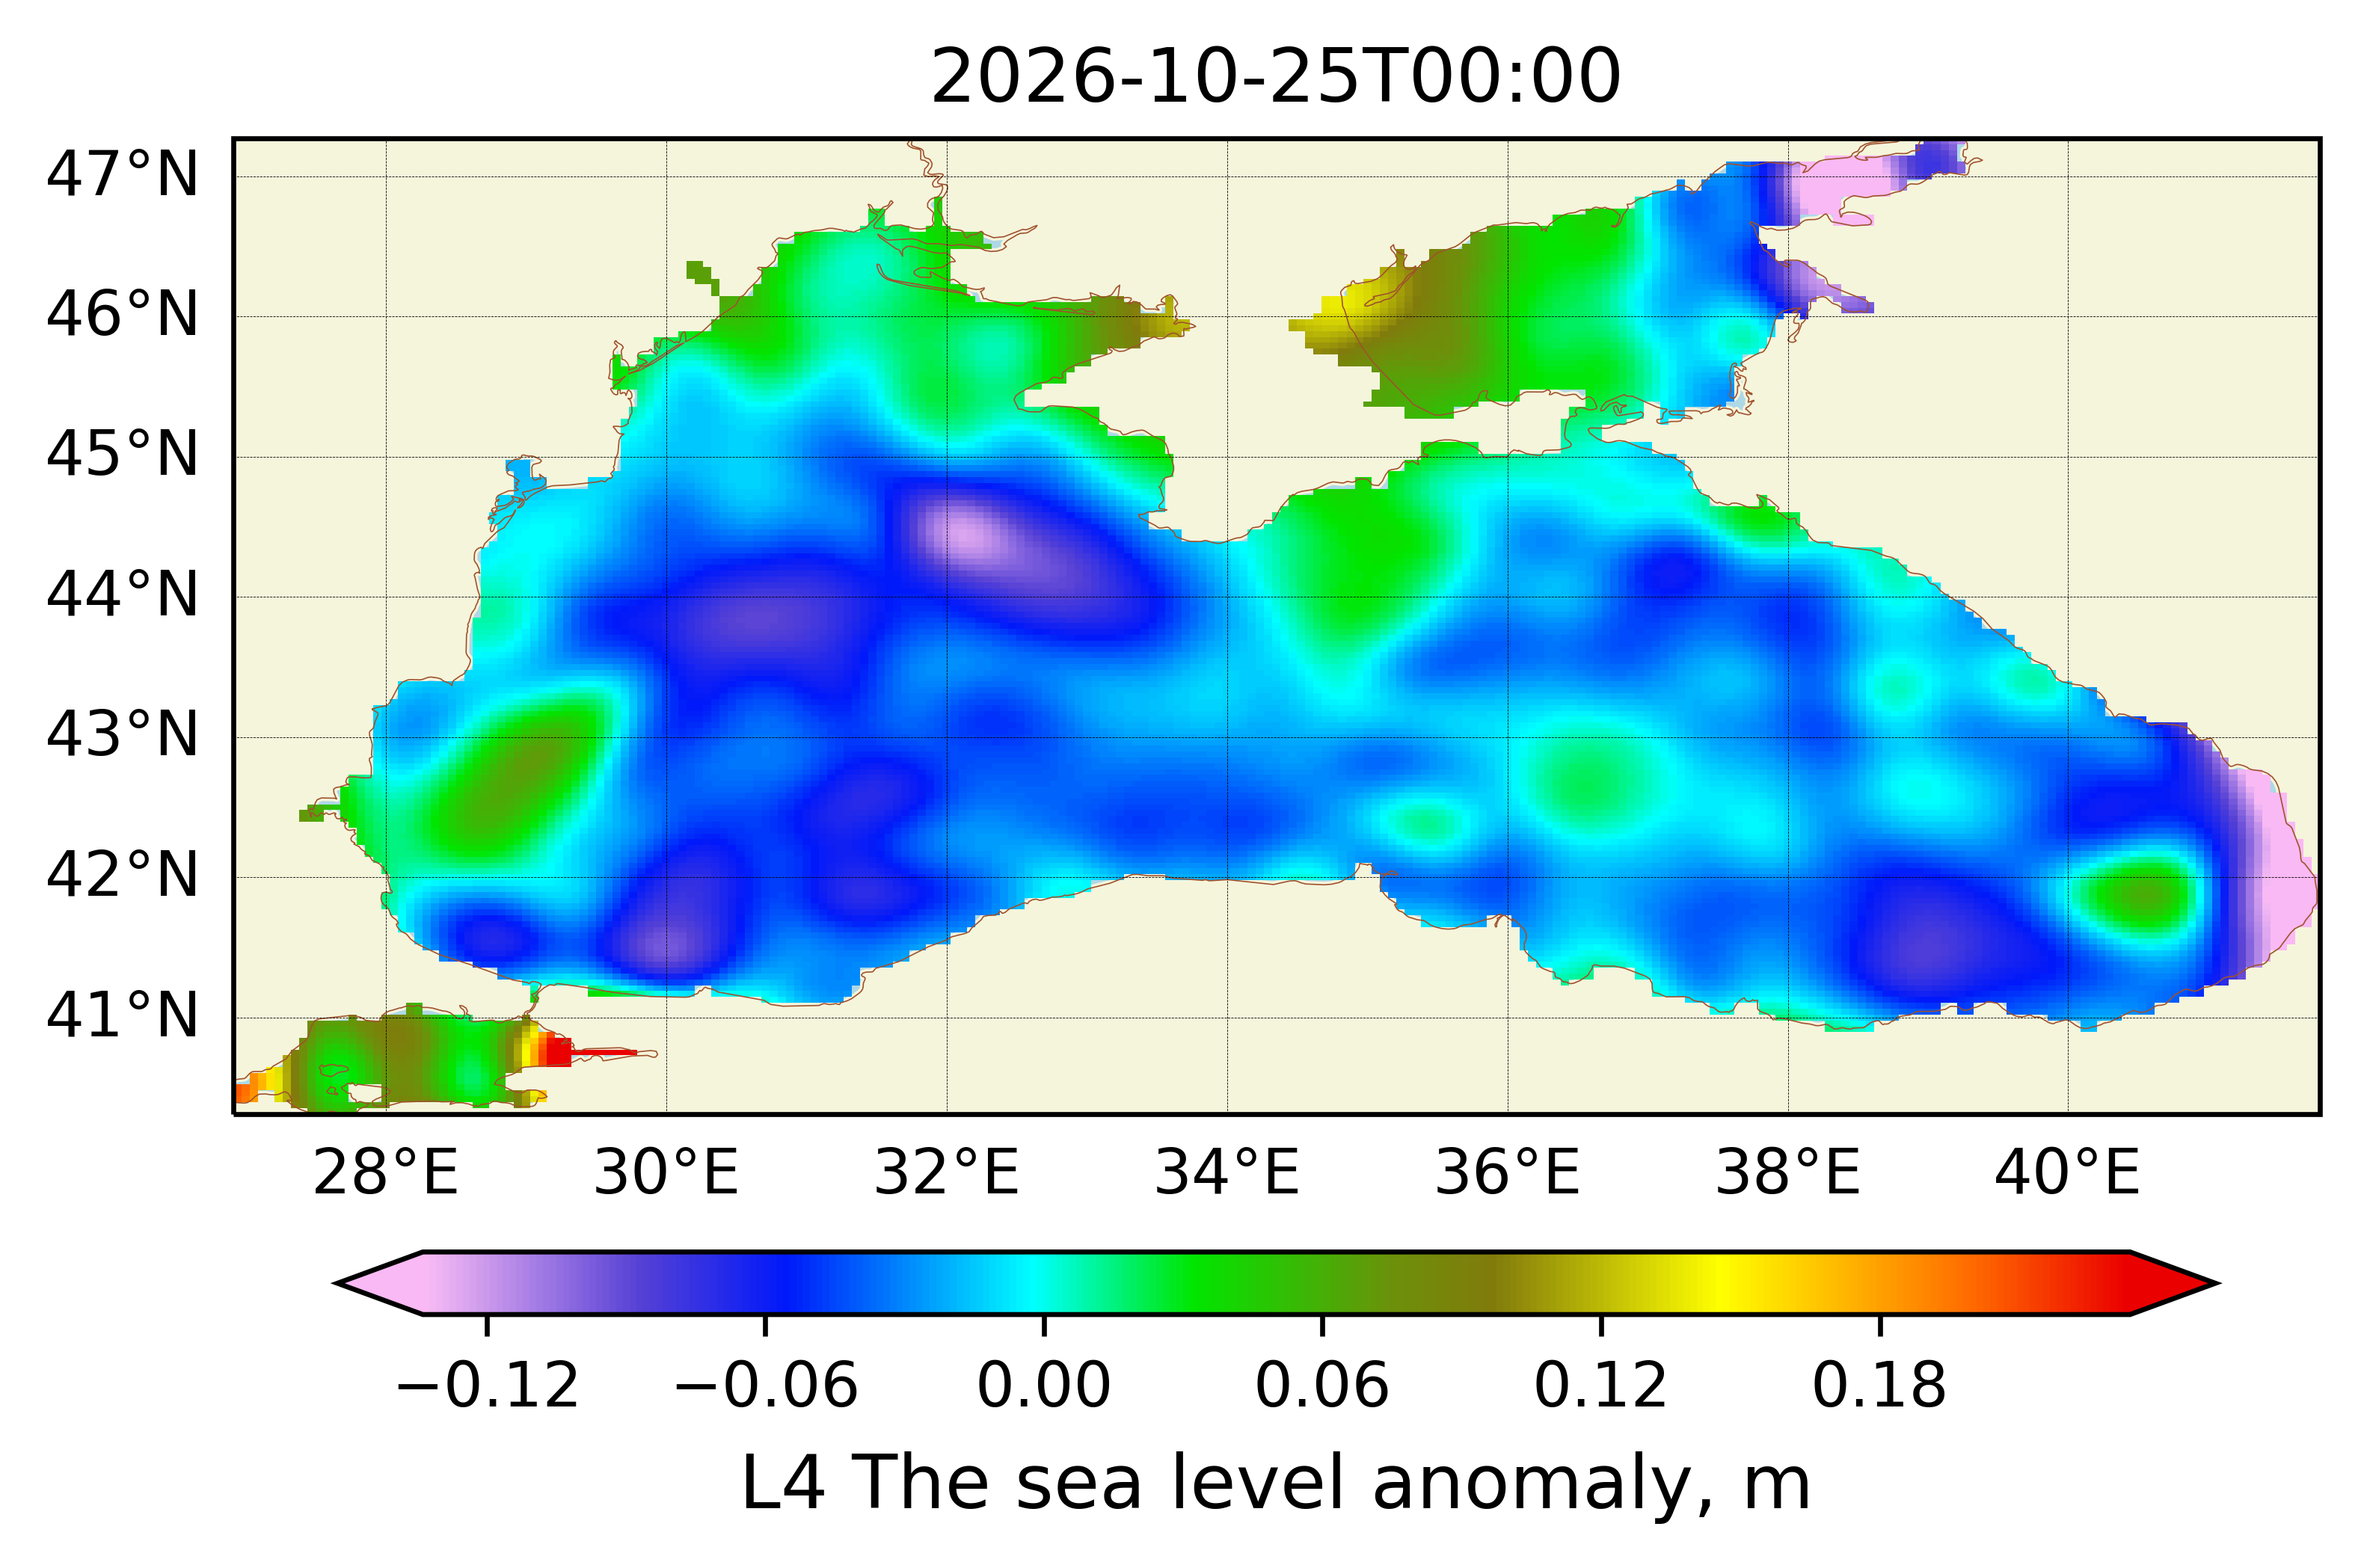 2026-10-25T00:00
47°N
46°N
45°N
44°N
43°N
42°N
41°N
28°E 30°E 32°E 34°E 36°E 38°E 40°E
−0.12 −0.06 0.00 0.06 0.12 0.18
L4 The sea level anomaly, m